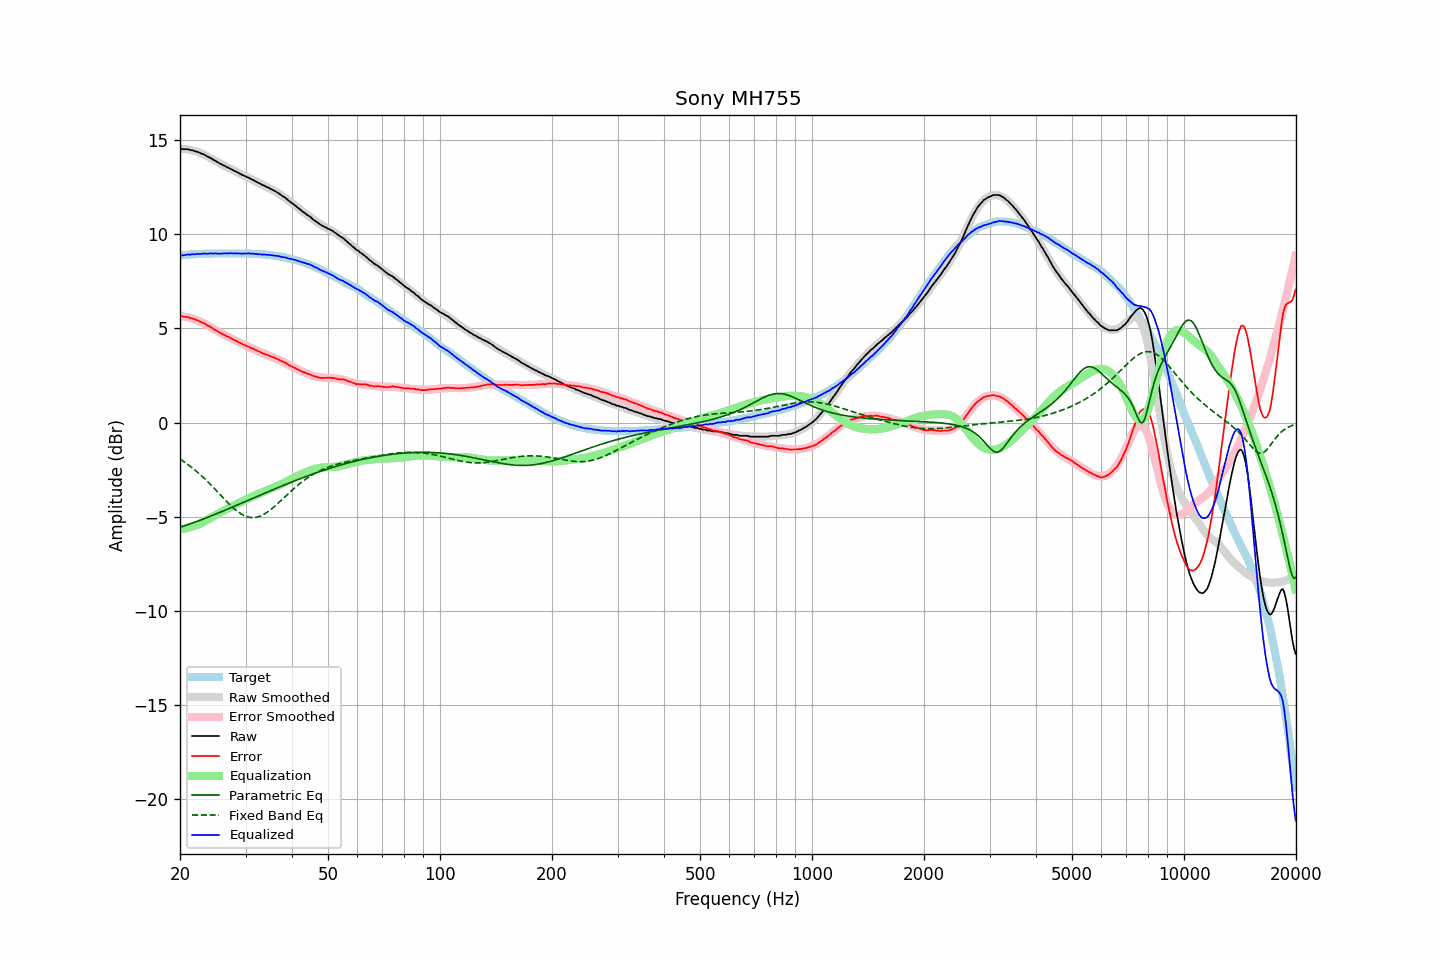 Sony MH755
15
10
5
0
−5
−10
−15
−20
Amplitude (dBr)
Target
Raw Smoothed
Error Smoothed
Raw
Error
Equalization
Parametric Eq
Fixed Band Eq
Equalized
20 50 100 200 500 1000 2000 5000 10000 20000
Frequency (Hz)